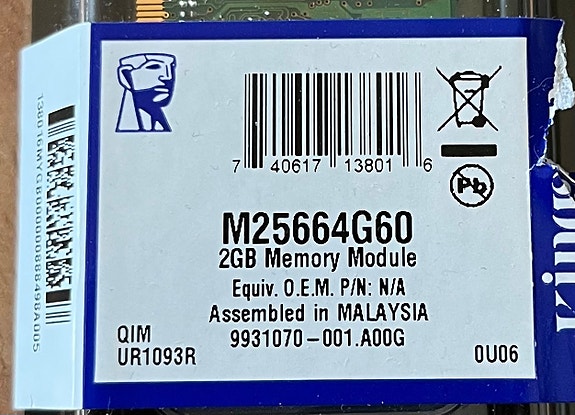 7 40617 13801 6
Pb
M25664G60
2GB Memory Module
Equiv. O.E.M. P/N: N/A
Assembled in MALAYSIA
9931070-001.A00G
QIM
UR1093R
0U06